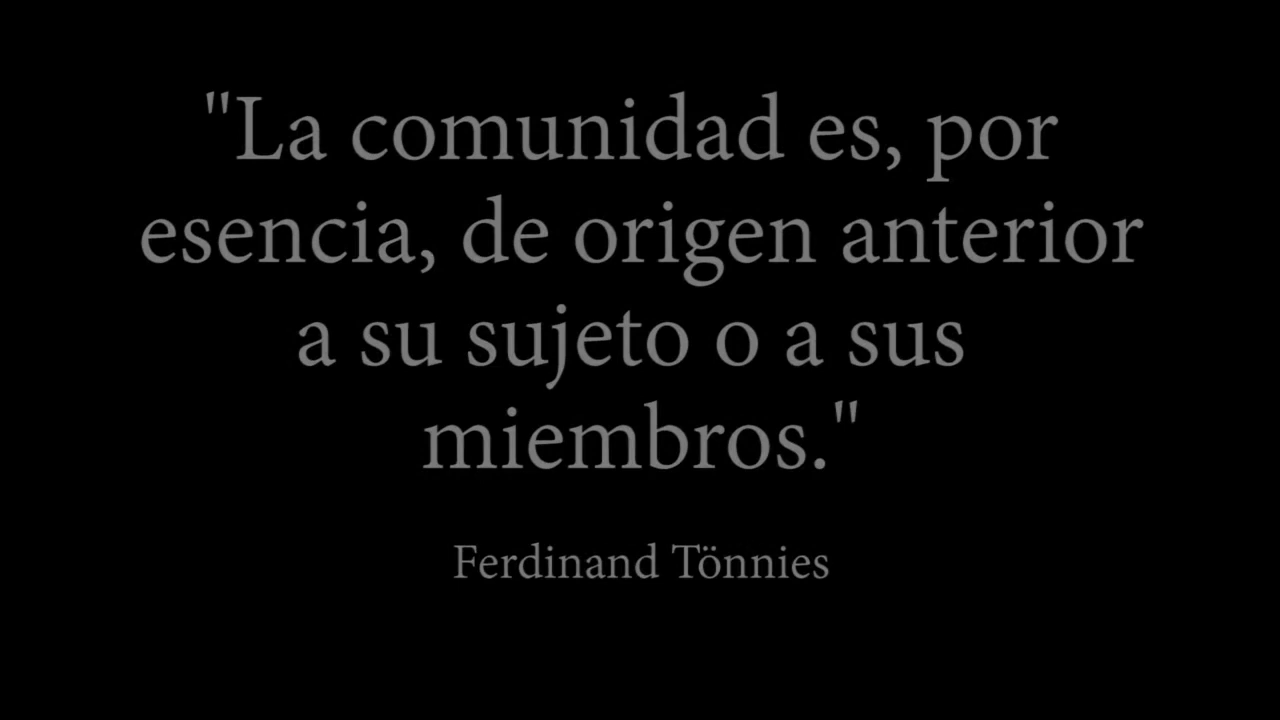 "La comunidad es, por
esencia, de origen anterior
a su sujeto o a sus
miembros."
Ferdinand Tönnies